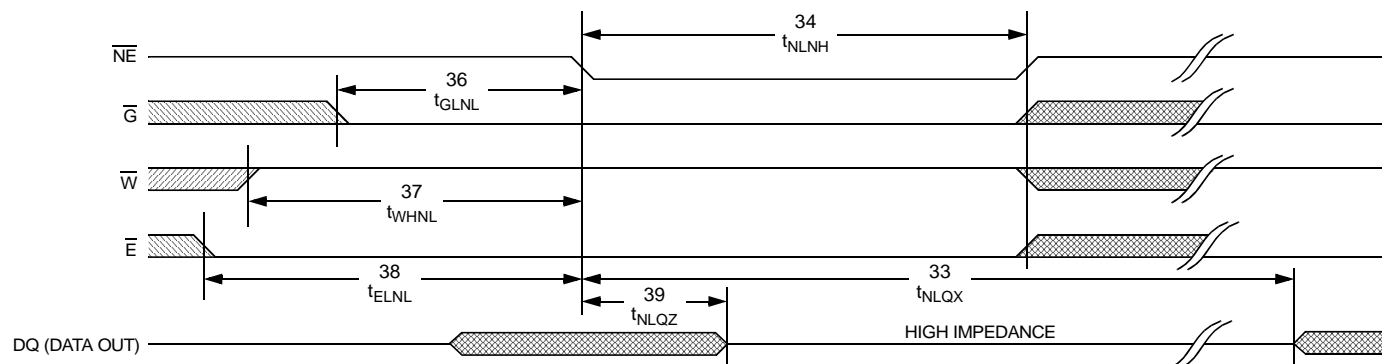 34
NE
tNLNH
36
tGLNL
G
W
37
tWHNL
E
38
tELNL
33
tNLQX
39
tNLQZ
HIGH IMPEDANCE
DQ (DATA OUT)